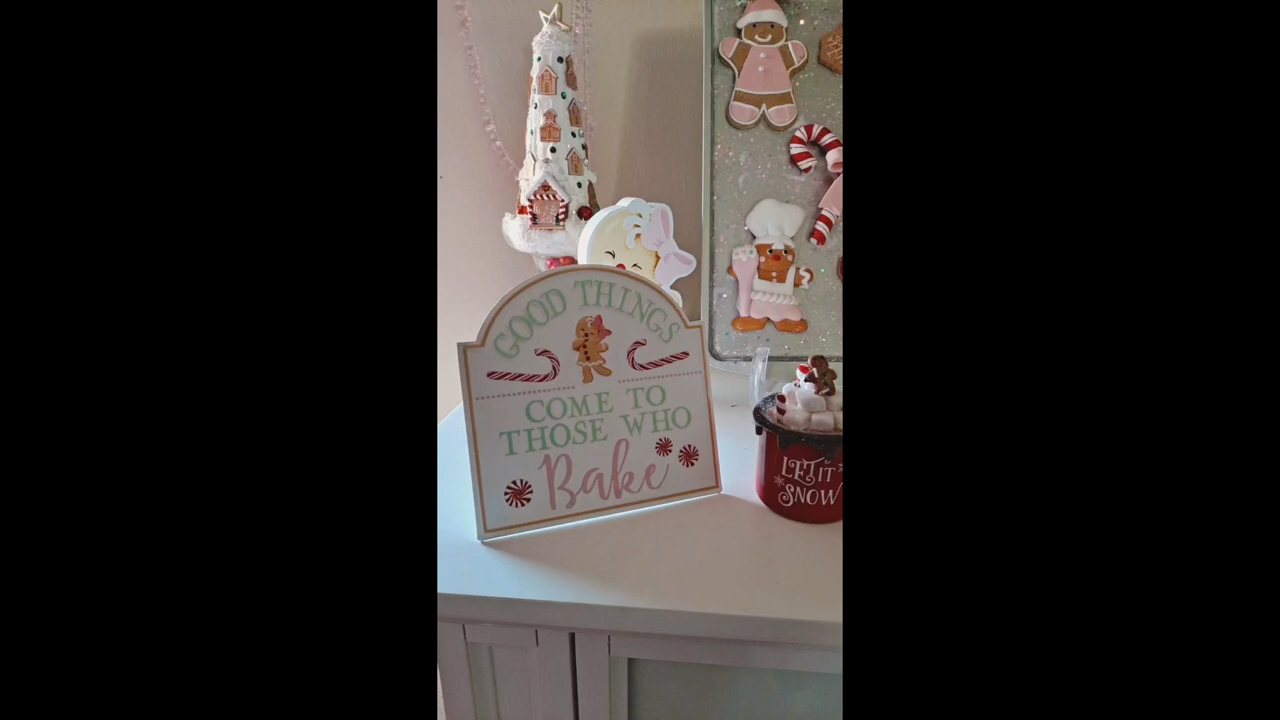 GOOD THINGS
COME TO
THOSE WHO
Bake
LET IT
SNOW